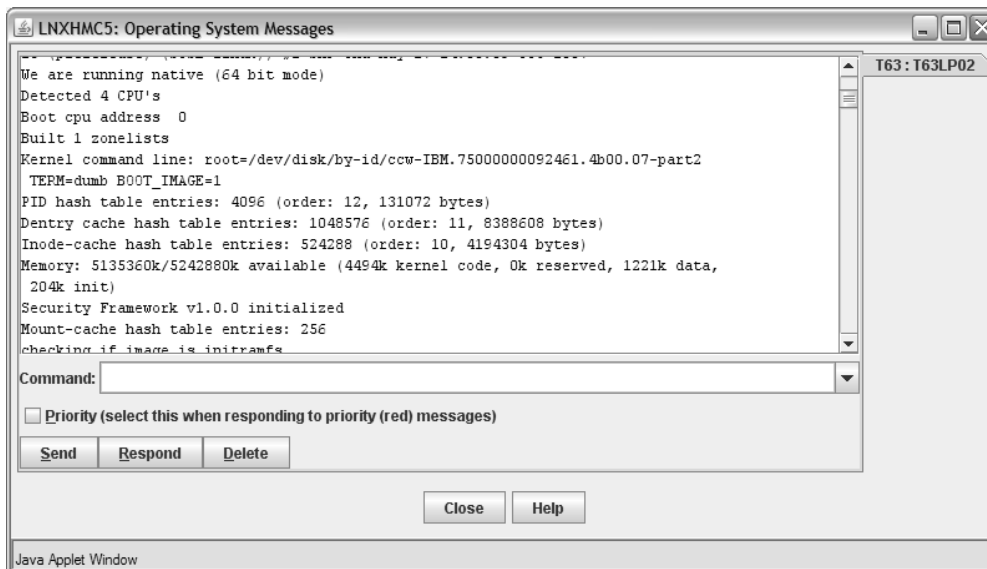 LNXHMC5: Operating System Messages
T63:T63LP02
We are running native (64 bit mode)
Detected 4 CPU's
Boot cpu address  0
Built 1 zonelists
Kernel command line: root=/dev/disk/by-id/ccw-IBM.75000000092461.4b00.07-part2
 TERM=dumb BOOT_IMAGE=1
PID hash table entries: 4096 (order: 12, 131072 bytes)
Dentry cache hash table entries: 1048576 (order: 11, 8388608 bytes)
Inode-cache hash table entries: 524288 (order: 10, 4194304 bytes)
Memory: 5135360k/5242880k available (4494k kernel code, 0k reserved, 1221k data,
 204k init)
Security Framework v1.0.0 initialized
Mount-cache hash table entries: 256
checking if image is initramfs
Command:
Priority (select this when responding to priority (red) messages)
Send Respond Delete
Close Help
Java Applet Window